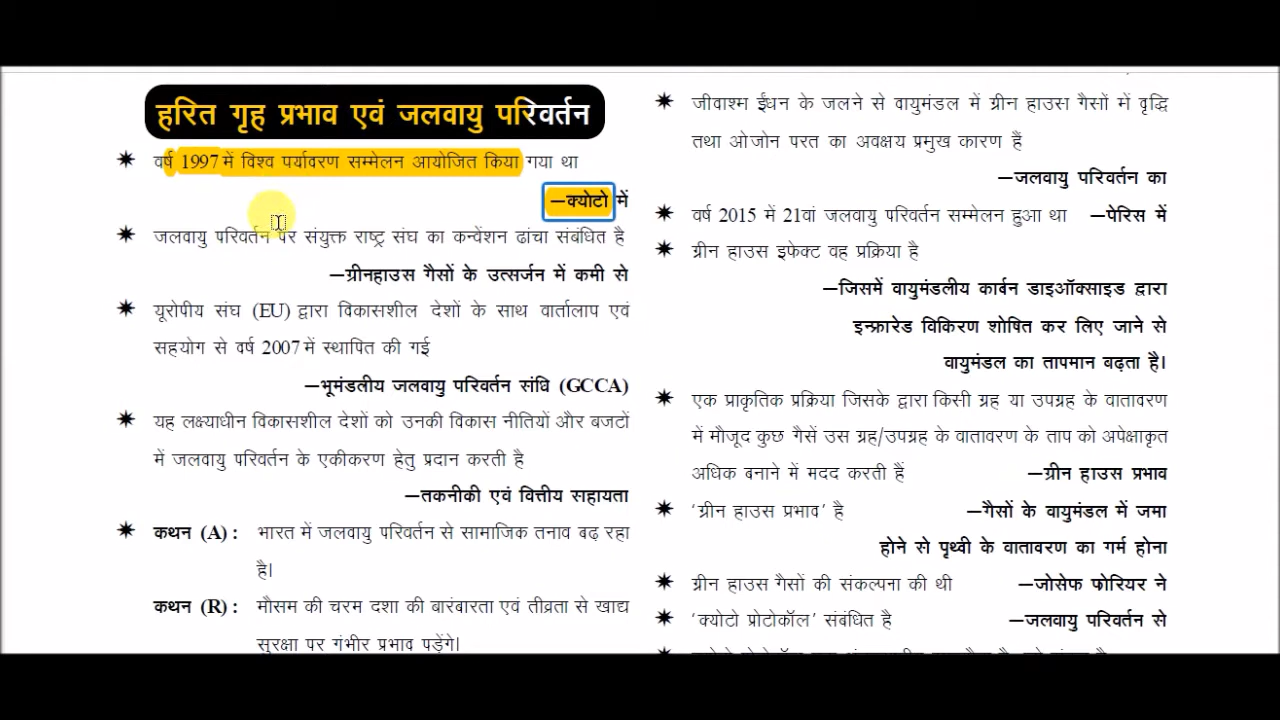 हरित गृह प्रभाव एवं जलवायु परिवर्तन
✷ वर्ष 1997 में विश्व पर्यावरण सम्मेलन आयोजित किया गया था
–क्योटो में
✷ जलवायु परिवर्तन पर संयुक्त राष्ट्र संघ का कन्वेंशन ढांचा संबंधित है
–ग्रीनहाउस गैसों के उत्सर्जन में कमी से
✷ यूरोपीय संघ (EU) द्वारा विकासशील देशों के साथ वार्तालाप एवं
सहयोग से वर्ष 2007 में स्थापित की गई
–भूमंडलीय जलवायु परिवर्तन संधि (GCCA)
✷ यह लक्ष्याधीन विकासशील देशों को उनकी विकास नीतियों और बजटों
में जलवायु परिवर्तन के एकीकरण हेतु प्रदान करती है
–तकनीकी एवं वित्तीय सहायता
✷ कथन (A) : भारत में जलवायु परिवर्तन से सामाजिक तनाव बढ़ रहा
है।
कथन (R) : मौसम की चरम दशा की बारंबारता एवं तीव्रता से खाद्य
सुरक्षा पर गंभीर प्रभाव पड़ेंगे।
✷ जीवाश्म ईंधन के जलने से वायुमंडल में ग्रीन हाउस गैसों में वृद्धि
तथा ओजोन परत का अवक्षय प्रमुख कारण हैं
–जलवायु परिवर्तन का
✷ वर्ष 2015 में 21वां जलवायु परिवर्तन सम्मेलन हुआ था –पेरिस में
✷ ग्रीन हाउस इफेक्ट वह प्रक्रिया है
–जिसमें वायुमंडलीय कार्बन डाइऑक्साइड द्वारा
इन्फ्रारेड विकिरण शोषित कर लिए जाने से
वायुमंडल का तापमान बढ़ता है।
✷ एक प्राकृतिक प्रक्रिया जिसके द्वारा किसी ग्रह या उपग्रह के वातावरण
में मौजूद कुछ गैसें उस ग्रह/उपग्रह के वातावरण के ताप को अपेक्षाकृत
अधिक बनाने में मदद करती हैं –ग्रीन हाउस प्रभाव
✷ ‘ग्रीन हाउस प्रभाव’ है –गैसों के वायुमंडल में जमा
होने से पृथ्वी के वातावरण का गर्म होना
✷ ग्रीन हाउस गैसों की संकल्पना की थी –जोसेफ फोरियर ने
✷ ‘क्योटो प्रोटोकॉल’ संबंधित है –जलवायु परिवर्तन से